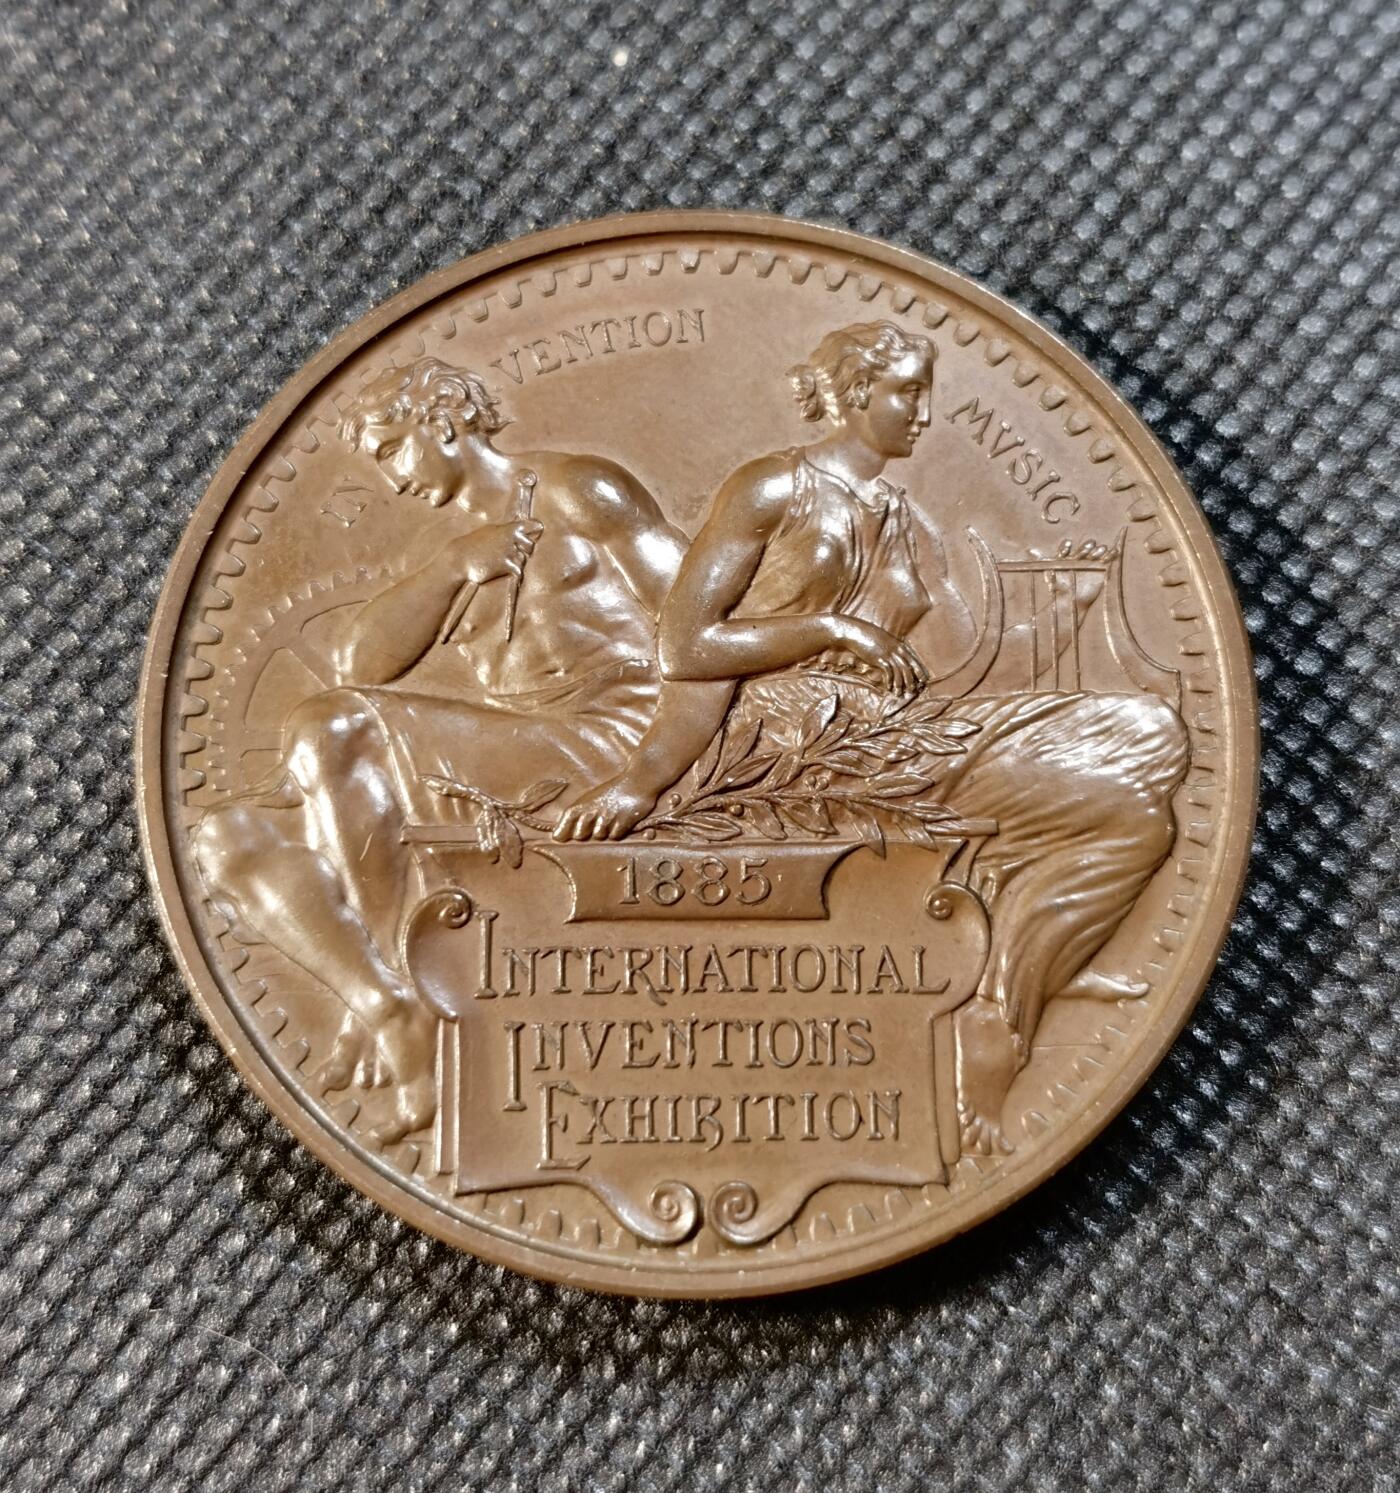 INVENTION
MVSIC
1885
INTERNATIONAL
INVENTIONS
EXHIBITION